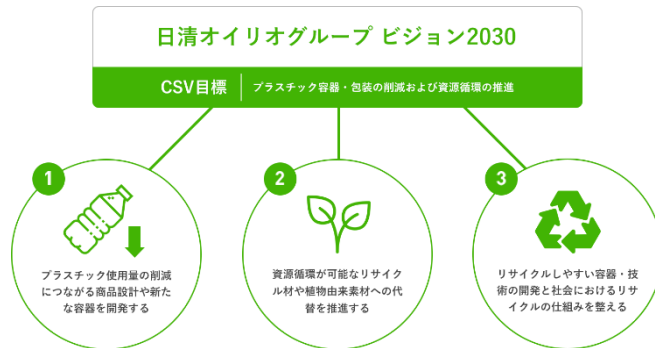 日清オイリオグループ ビジョン2030
CSV目標 プラスチック容器・包装の削減および資源循環の推進
1
プラスチック使用量の削減
につながる商品設計や新た
な容器を開発する
2
資源循環が可能なリサイク
ル材や植物由来素材への代
替を推進する
3
リサイクルしやすい容器・技
術の開発と社会におけるリサ
イクルの仕組みを整える